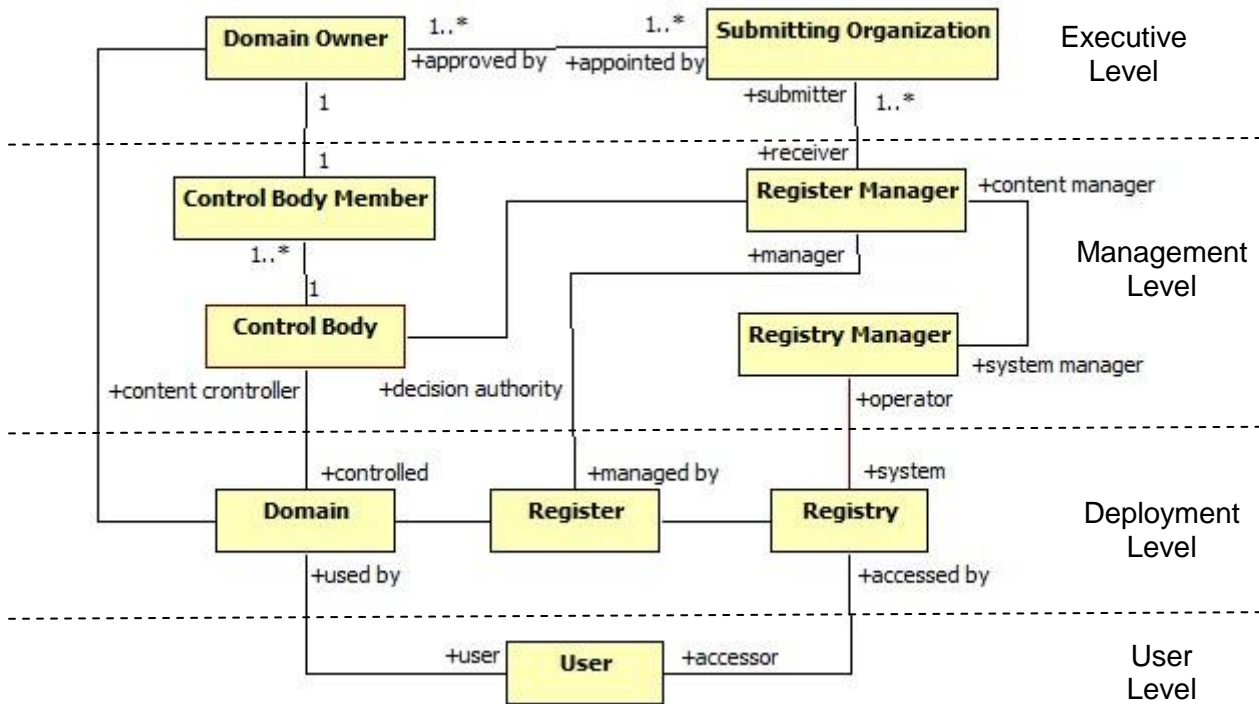 Domain Owner
1..*
+approved by
1..*
+appointed by
Submitting Organization
Executive
Level
1
+submitter
1..*
1
+receiver
Control Body Member
Register Manager
+content manager
1..*
+manager
Management
Level
1
Control Body
Registry Manager
+content crontroller
+decision authority
+system manager
+operator
+controlled
+managed by
+system
Domain
Register
Registry
Deployment
Level
+used by
+accessed by
+user
User
+accessor
User
Level